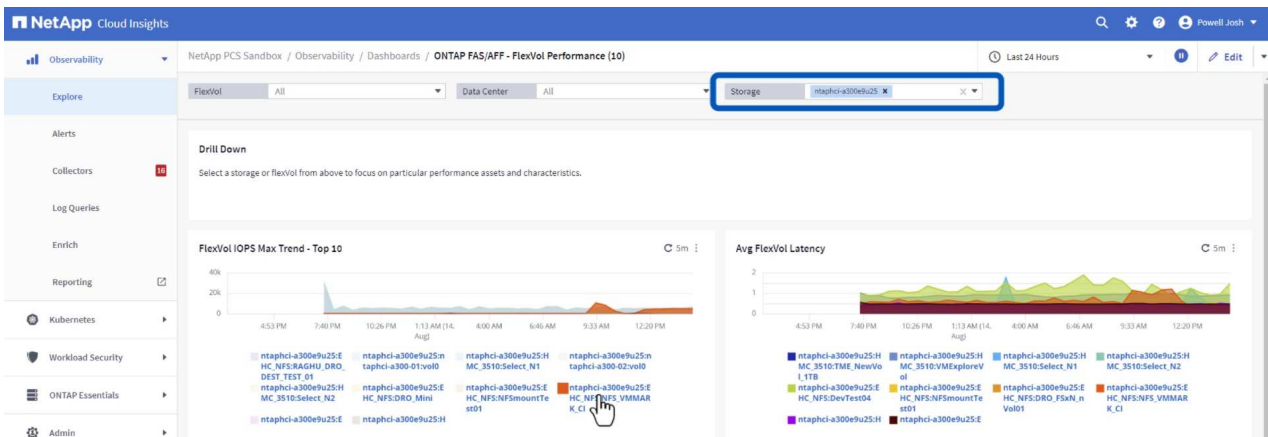 NetApp Cloud Insights
Powell Josh
Observability
NetApp PCS Sandbox / Observability / Dashboards / ONTAP FAS/AFF - FlexVol Performance (10)
Last 24 Hours
Edit
Explore
FlexVol
All
Data Center
All
Storage
ntaphci-a300e9u25 x
Alerts
Drill Down
Collectors
16
Select a storage or flexVol from above to focus on particular performance assets and characteristics.
Log Queries
Enrich
FlexVol IOPS Max Trend - Top 10
5m
Avg FlexVol Latency
5m
Reporting
40k
20k
0
4:53 PM
7:40 PM
10:26 PM
1:13 AM (14.
Aug)
4:00 AM
6:46 AM
9:33 AM
12:20 PM
2
1
0
4:53 PM
7:40 PM
10:26 PM
1:13 AM (14.
Aug)
4:00 AM
6:46 AM
9:33 AM
12:20 PM
Kubernetes
Workload Security
ONTAP Essentials
Admin
ntaphci-a300e9u25:E
HC_NFS:RAGHU_DRO_
DEST_TEST_01
ntaphci-a300e9u25:n
taphci-a300-01:vol0
ntaphci-a300e9u25:H
MC_3510:Select_N1
ntaphci-a300e9u25:n
taphci-a300-02:vol0
ntaphci-a300e9u25:H
MC_3510:Select_N2
ntaphci-a300e9u25:E
HC_NFS:DRO_Mini
ntaphci-a300e9u25:E
HC_NFS:NFSmountTe
st01
ntaphci-a300e9u25:E
HC_NFS:NFS_VMMAR
K_CI
ntaphci-a300e9u25:E
ntaphci-a300e9u25:H
ntaphci-a300e9u25:H
MC_3510:TME_NewVo
l_1TB
ntaphci-a300e9u25:H
MC_3510:VMExploreV
ol
ntaphci-a300e9u25:H
MC_3510:Select_N1
ntaphci-a300e9u25:H
MC_3510:Select_N2
ntaphci-a300e9u25:E
HC_NFS:DevTest04
ntaphci-a300e9u25:E
HC_NFS:NFSmountTe
st01
ntaphci-a300e9u25:E
HC_NFS:DRO_FSxN_n
Vol01
ntaphci-a300e9u25:E
HC_NFS:NFS_VMMAR
K_CI
ntaphci-a300e9u25:H
ntaphci-a300e9u25:E